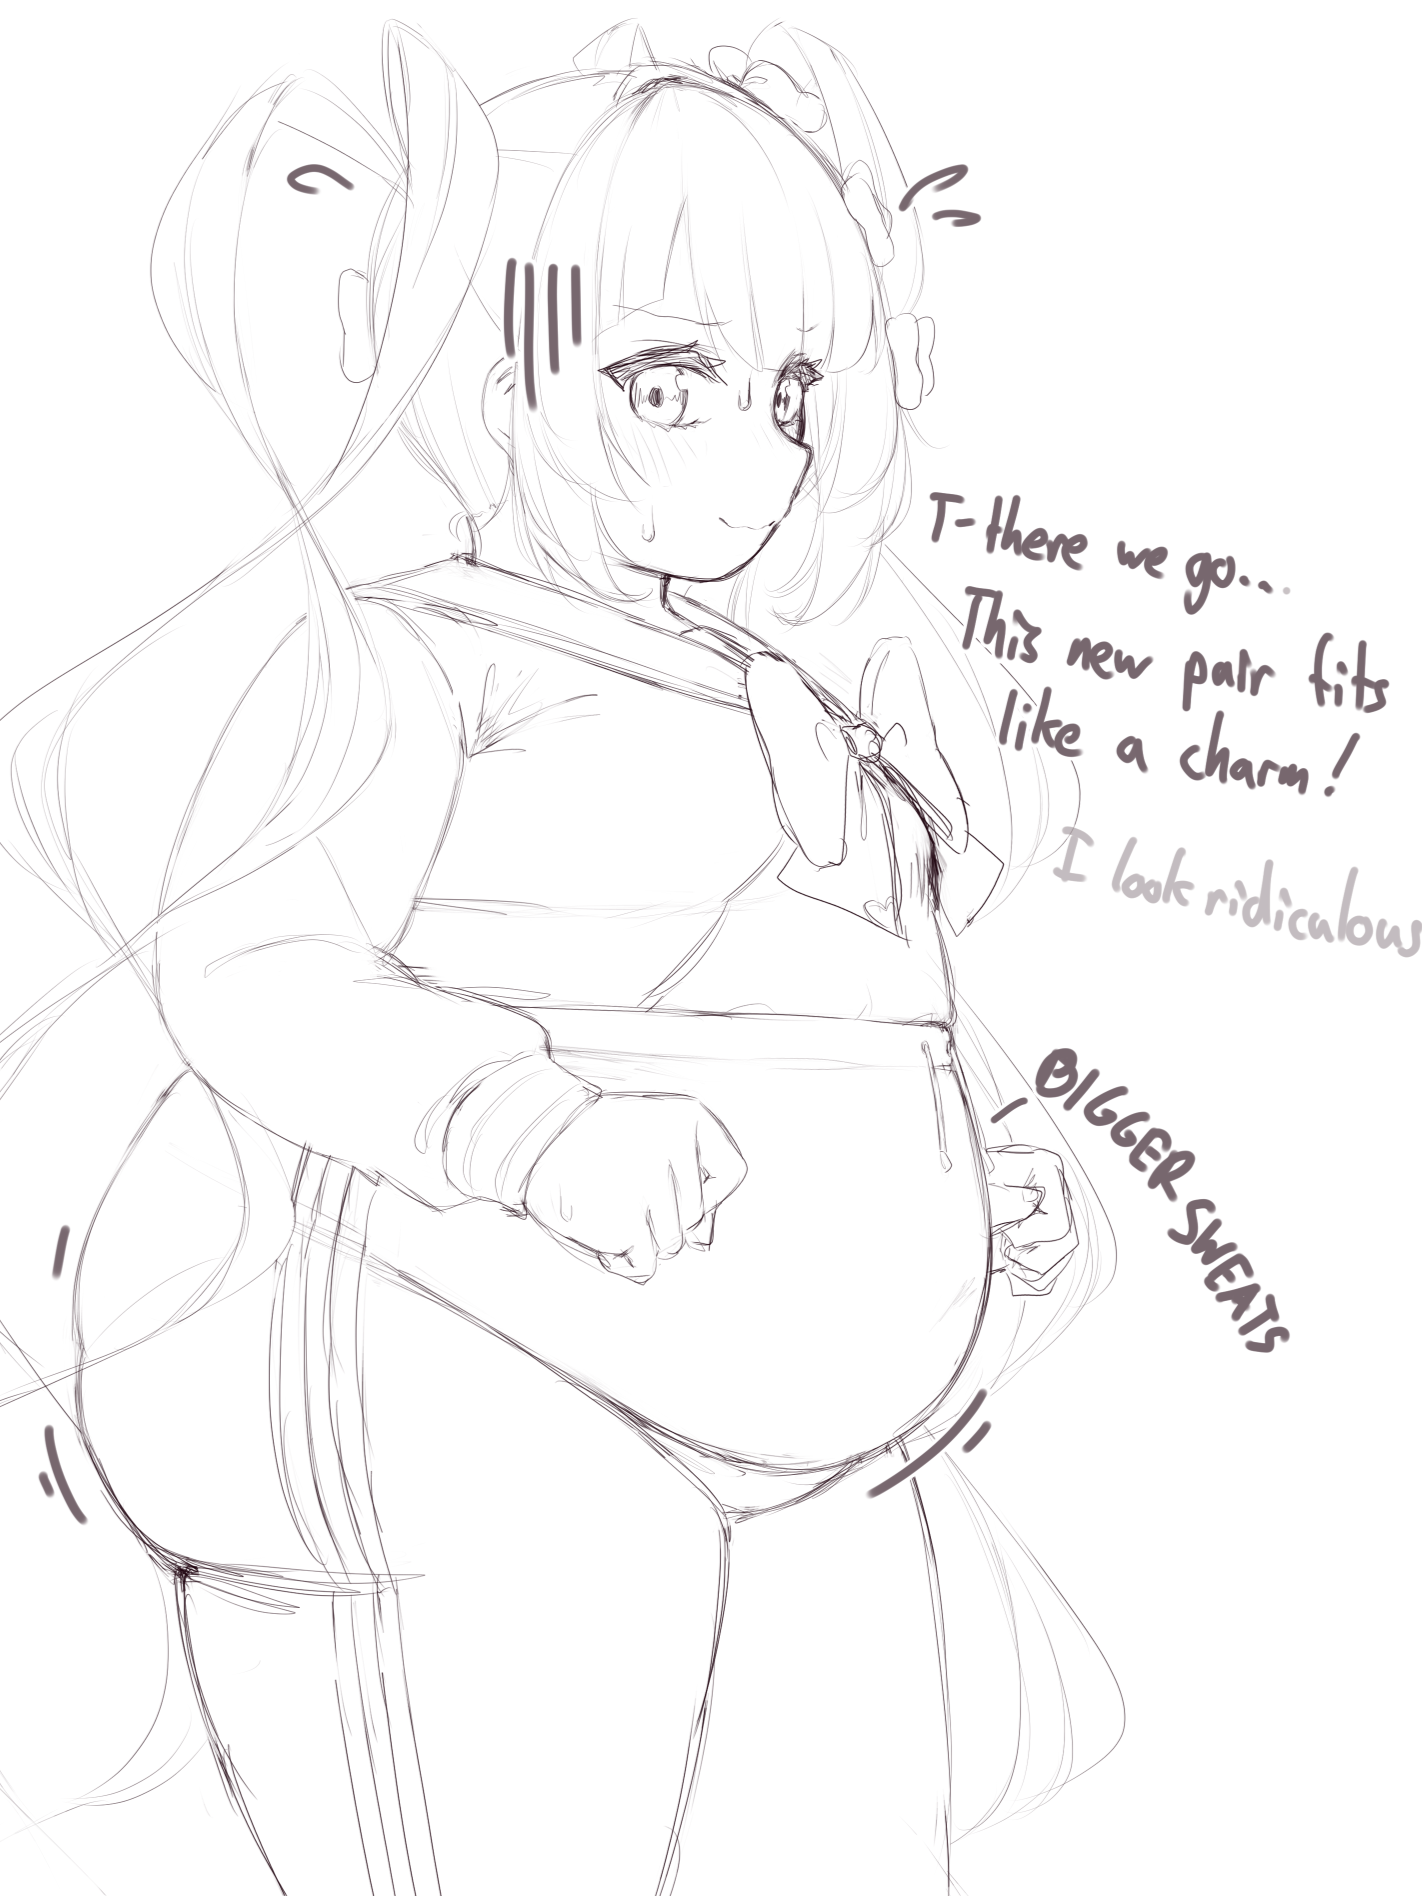 T-there we go...
This new pair fits
like a charm!
I look ridiculous
BIGGER SWEATS